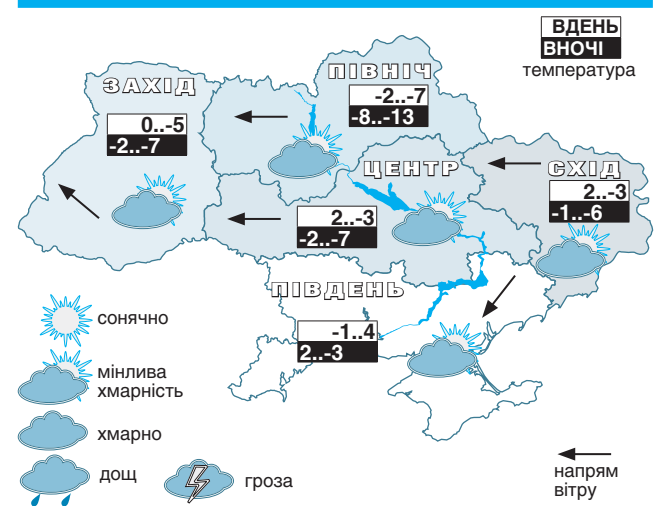 ВДЕНЬ
ВНОЧІ
температура
ПІВНІЧ
-2..-7
-8..-13
ЗАХІД
0..-5
-2..-7
ЦЕНТР
2..-3
-2..-7
СХІД
2..-3
-1..-6
ПІВДЕНЬ
-1..4
2..-3
сонячно
мінлива
хмарність
хмарно
дощ
гроза
напрям
вітру